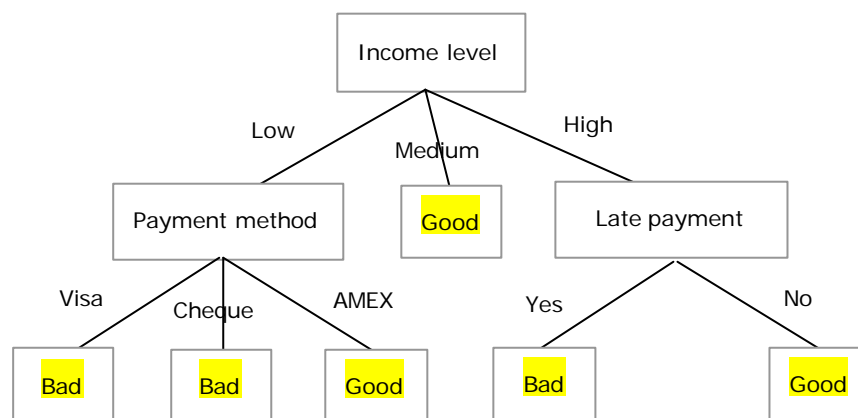 Income level
Low
Medium
High
Payment method
Good
Late payment
Visa
Cheque
AMEX
Yes
No
Bad
Bad
Good
Bad
Good